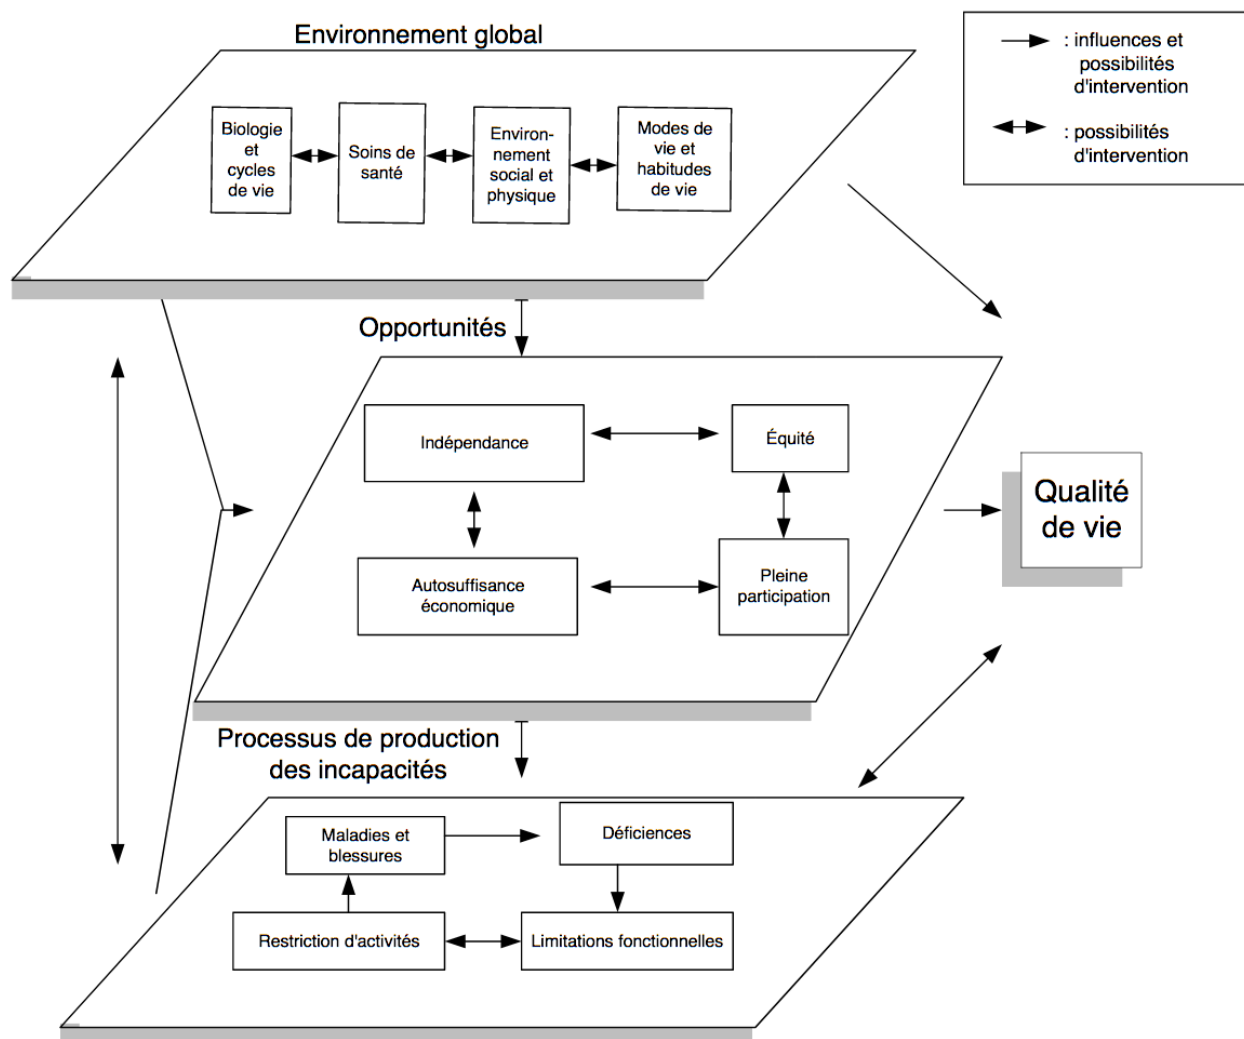 Environnement global
: influences et
possibilités
d'intervention
: possibilités
d'intervention
Biologie
et
cycles
de vie
Soins de
santé
Environ-
nement
social et
physique
Modes de
vie et
habitudes
de vie
Opportunités
Indépendance
Équité
Autosuffisance
économique
Pleine
participation
Qualité
de vie
Processus de production
des incapacités
Maladies et
blessures
Déficiences
Restriction d'activités
Limitations fonctionnelles